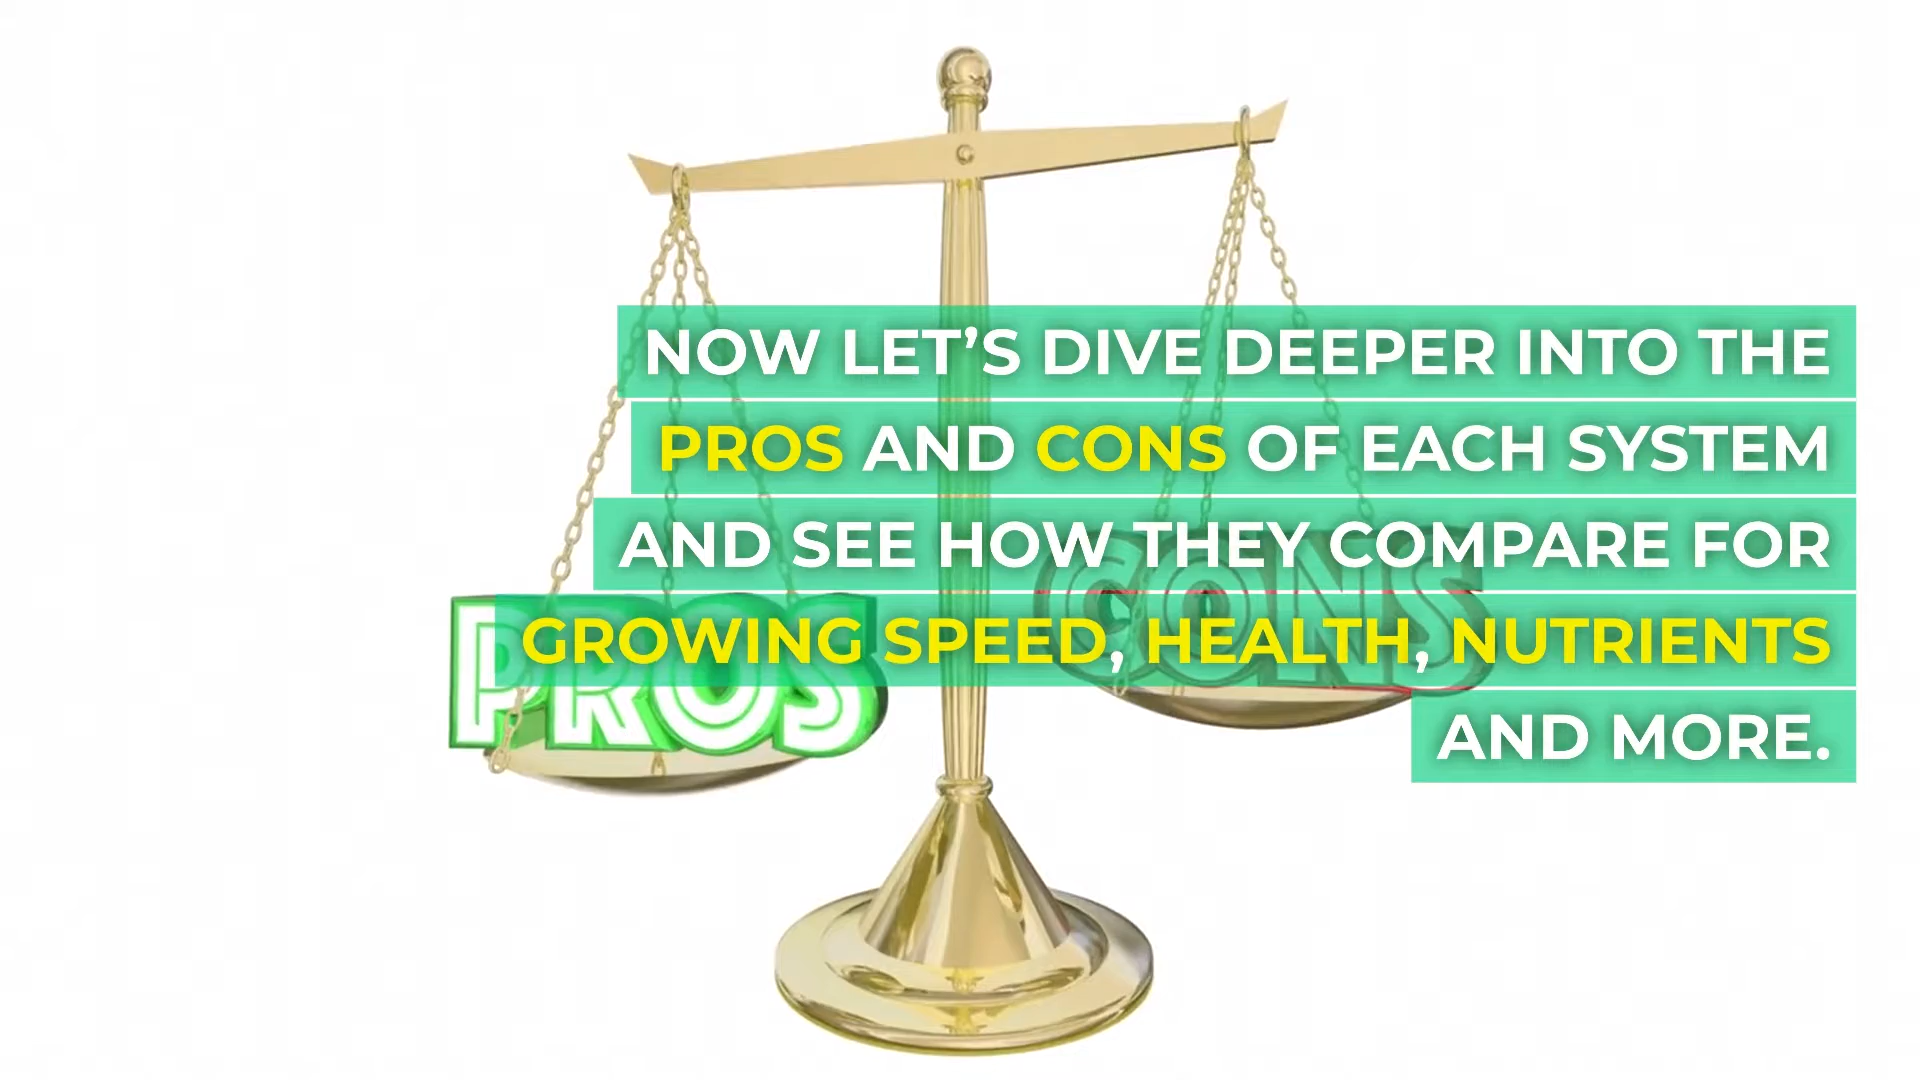 NOW LET’S DIVE DEEPER INTO THE
PROS AND CONS OF EACH SYSTEM
AND SEE HOW THEY COMPARE FOR
GROWING SPEED, HEALTH, NUTRIENTS
AND MORE.
PROS
CONS